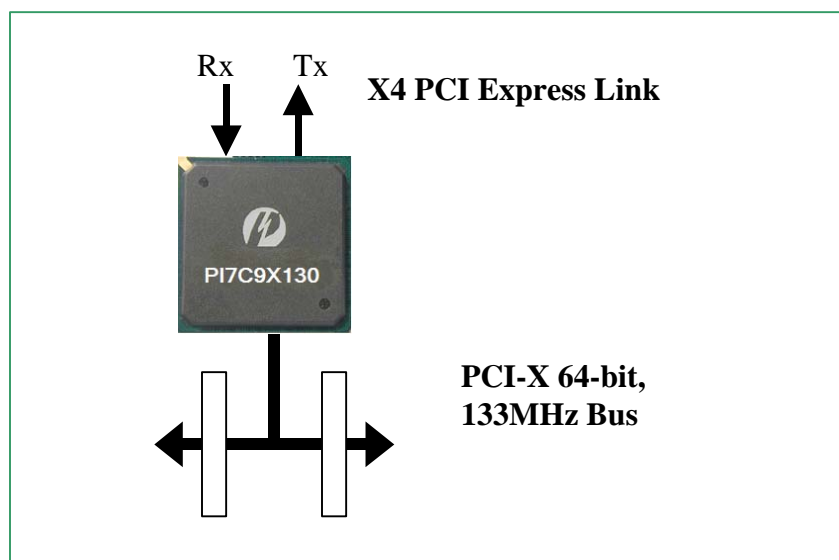 Rx Tx
X4 PCI Express Link
PI7C9X130
PCI-X 64-bit,
133MHz Bus